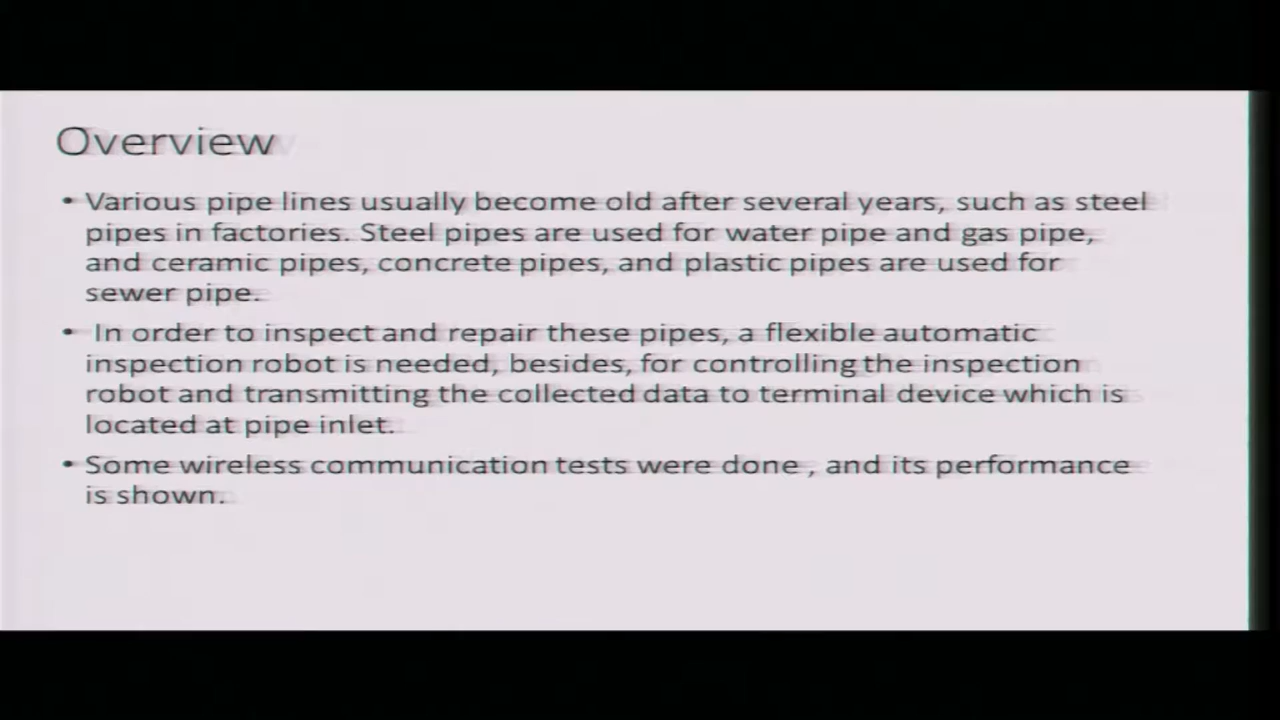 Overview
• Various pipe lines usually become old after several years, such as steel
pipes in factories. Steel pipes are used for water pipe and gas pipe,
and ceramic pipes, concrete pipes, and plastic pipes are used for
sewer pipe.
• In order to inspect and repair these pipes, a flexible automatic
inspection robot is needed, besides, for controlling the inspection
robot and transmitting the collected data to terminal device which is
located at pipe inlet.
• Some wireless communication tests were done , and its performance
is shown.